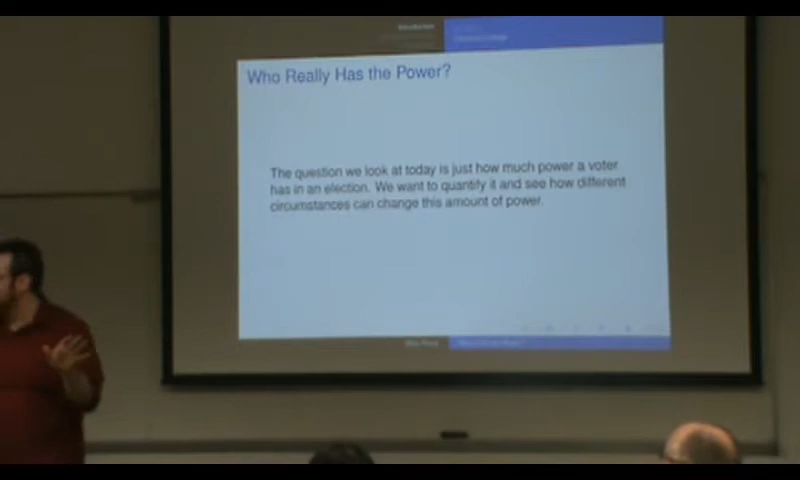 Who Really Has the Power?
The question we look at today is just how much power a voter
has in an election. We want to quantify it and see how different
circumstances can change this amount of power.